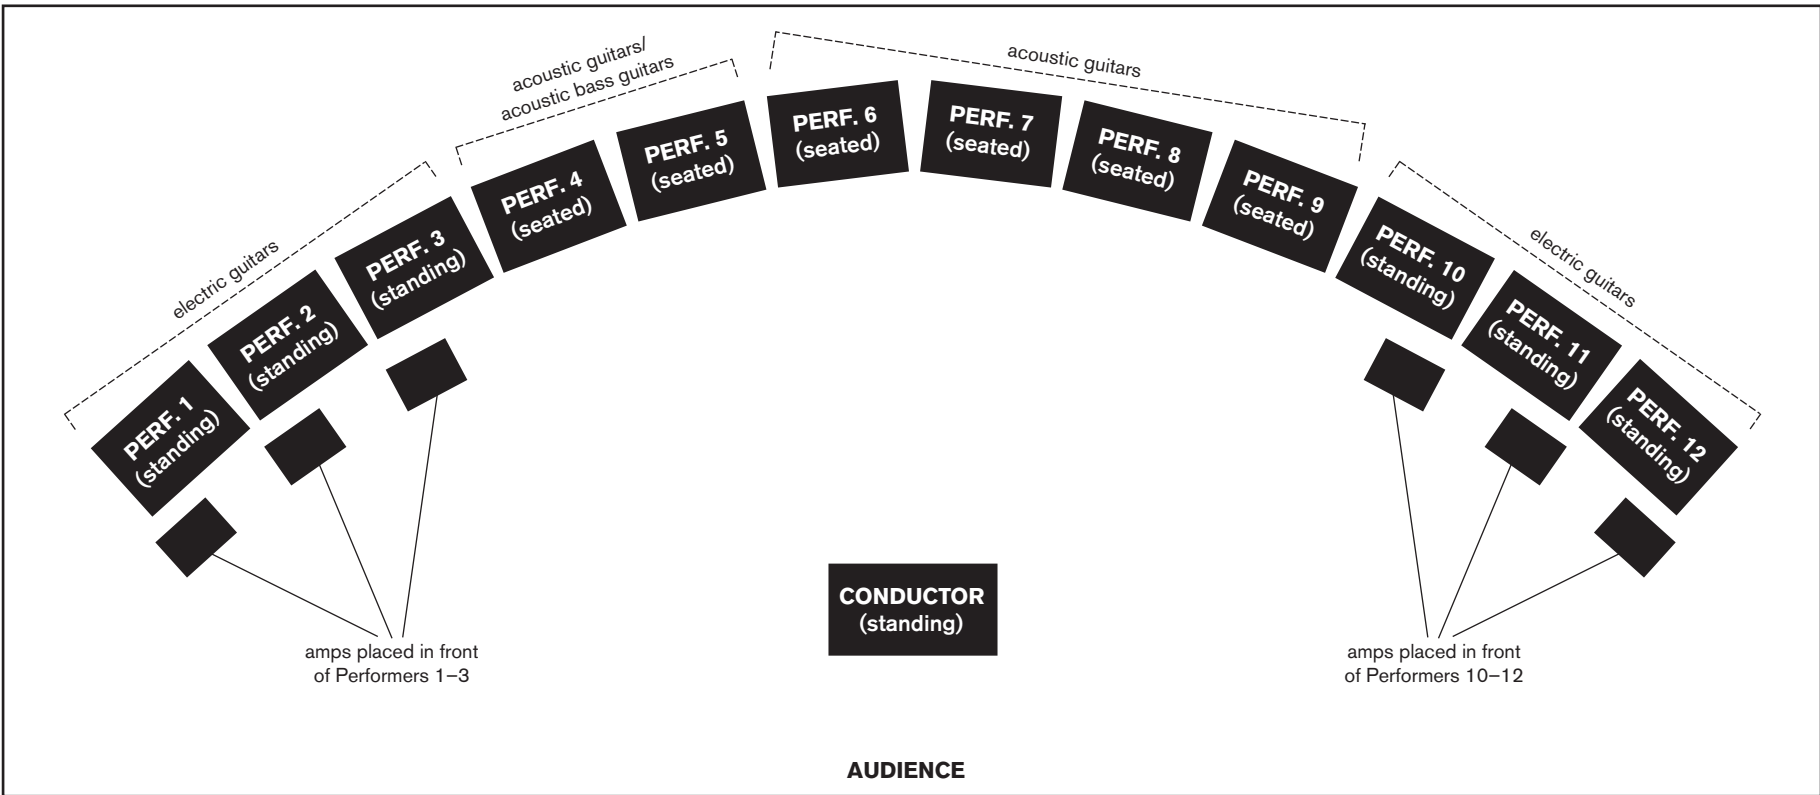 acoustic guitars/
acoustic bass guitars
acoustic guitars
electric guitars
electric guitars
PERF. 1
(standing)
PERF. 2
(standing)
PERF. 3
(standing)
PERF. 4
(seated)
PERF. 5
(seated)
PERF. 6
(seated)
PERF. 7
(seated)
PERF. 8
(seated)
PERF. 9
(seated)
PERF. 10
(standing)
PERF. 11
(standing)
PERF. 12
(standing)
CONDUCTOR
(standing)
amps placed in front
of Performers 1–3
amps placed in front
of Performers 10–12
AUDIENCE